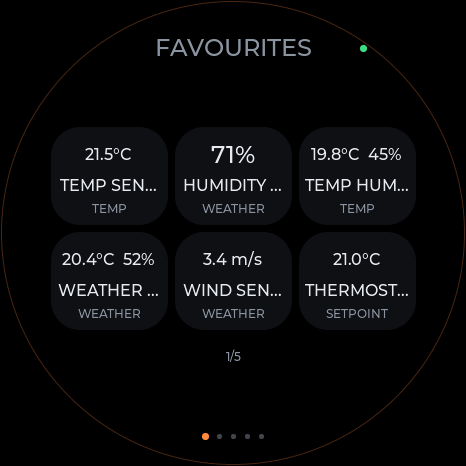 FAVOURITES
21.5°C
TEMP SEN...
TEMP
71%
HUMIDITY ...
WEATHER
19.8°C 45%
TEMP HUM...
TEMP
20.4°C 52%
WEATHER ...
WEATHER
3.4 m/s
WIND SEN...
WEATHER
21.0°C
THERMOST...
SETPOINT
1/5